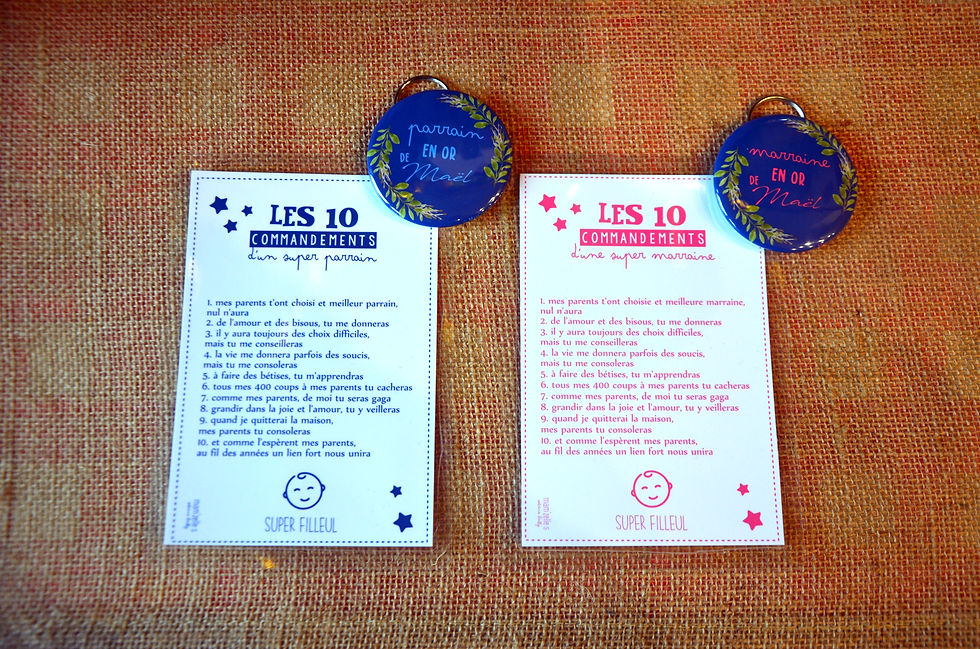 parrain
EN OR
DE Maël
LES 10
COMMANDEMENTS
d'un super parrain
1. mes parents t'ont choisi et meilleur parrain,
nul n'aura
2. de l'amour et des bisous, tu me donneras
3. il y aura toujours des choix difficiles,
mais tu me conseilleras
4. la vie me donnera parfois des soucis,
mais tu me consoleras
5. à faire des bêtises, tu m'apprendras
6. tous mes 400 coups à mes parents tu cacheras
7. comme mes parents, de moi tu seras gaga
8. grandir dans la joie et l'amour, tu y veilleras
9. quand je quitterai la maison,
mes parents tu consoleras
10. et comme l'espèrent mes parents,
au fil des années un lien fort nous unira
SUPER FILLEUL
marraine
EN OR
DE Maël
LES 10
COMMANDEMENTS
d'une super marraine
1. mes parents t'ont choisie et meilleure marraine,
nul n'aura
2. de l'amour et des bisous, tu me donneras
3. il y aura toujours des choix difficiles,
mais tu me conseilleras
4. la vie me donnera parfois des soucis,
mais tu me consoleras
5. à faire des bêtises, tu m'apprendras
6. tous mes 400 coups à mes parents tu cacheras
7. comme mes parents, de moi tu seras gaga
8. grandir dans la joie et l'amour, tu y veilleras
9. quand je quitterai la maison,
mes parents tu consoleras
10. et comme l'espèrent mes parents,
au fil des années un lien fort nous unira
SUPER FILLEUL